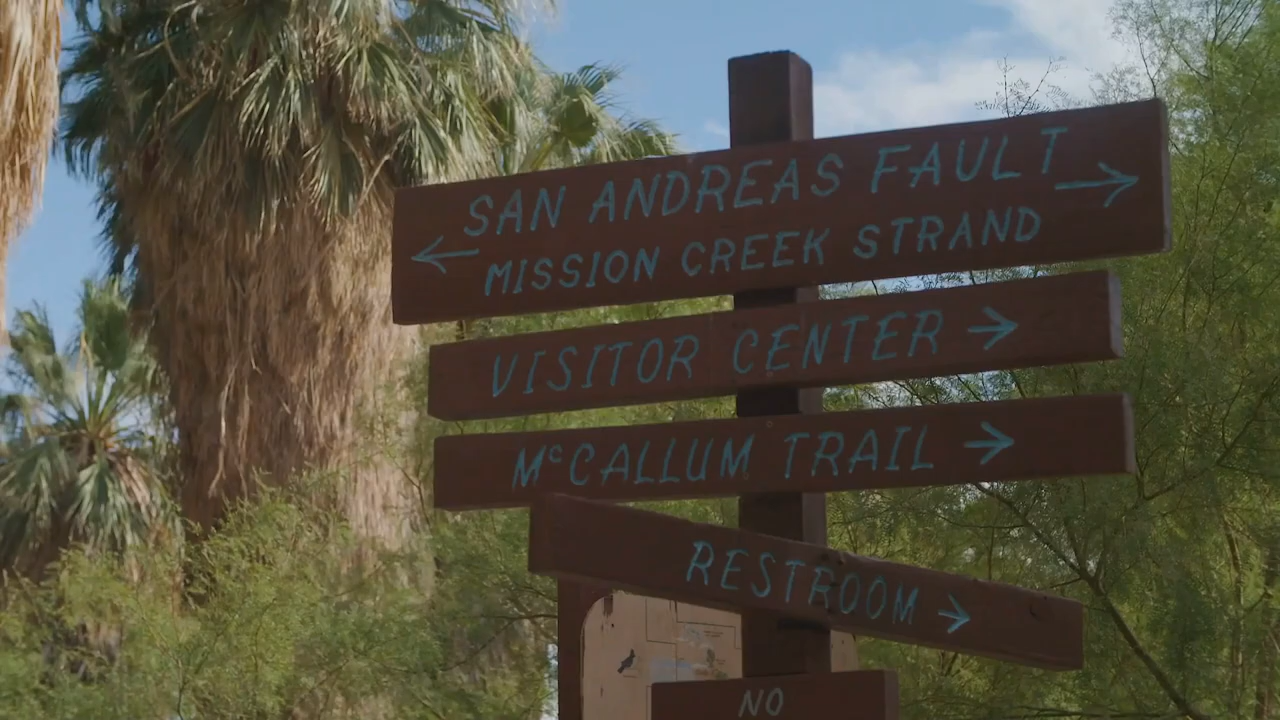 SAN ANDREAS FAULT →
← MISSION CREEK STRAND
VISITOR CENTER →
McCALLUM TRAIL →
RESTROOM →
NO